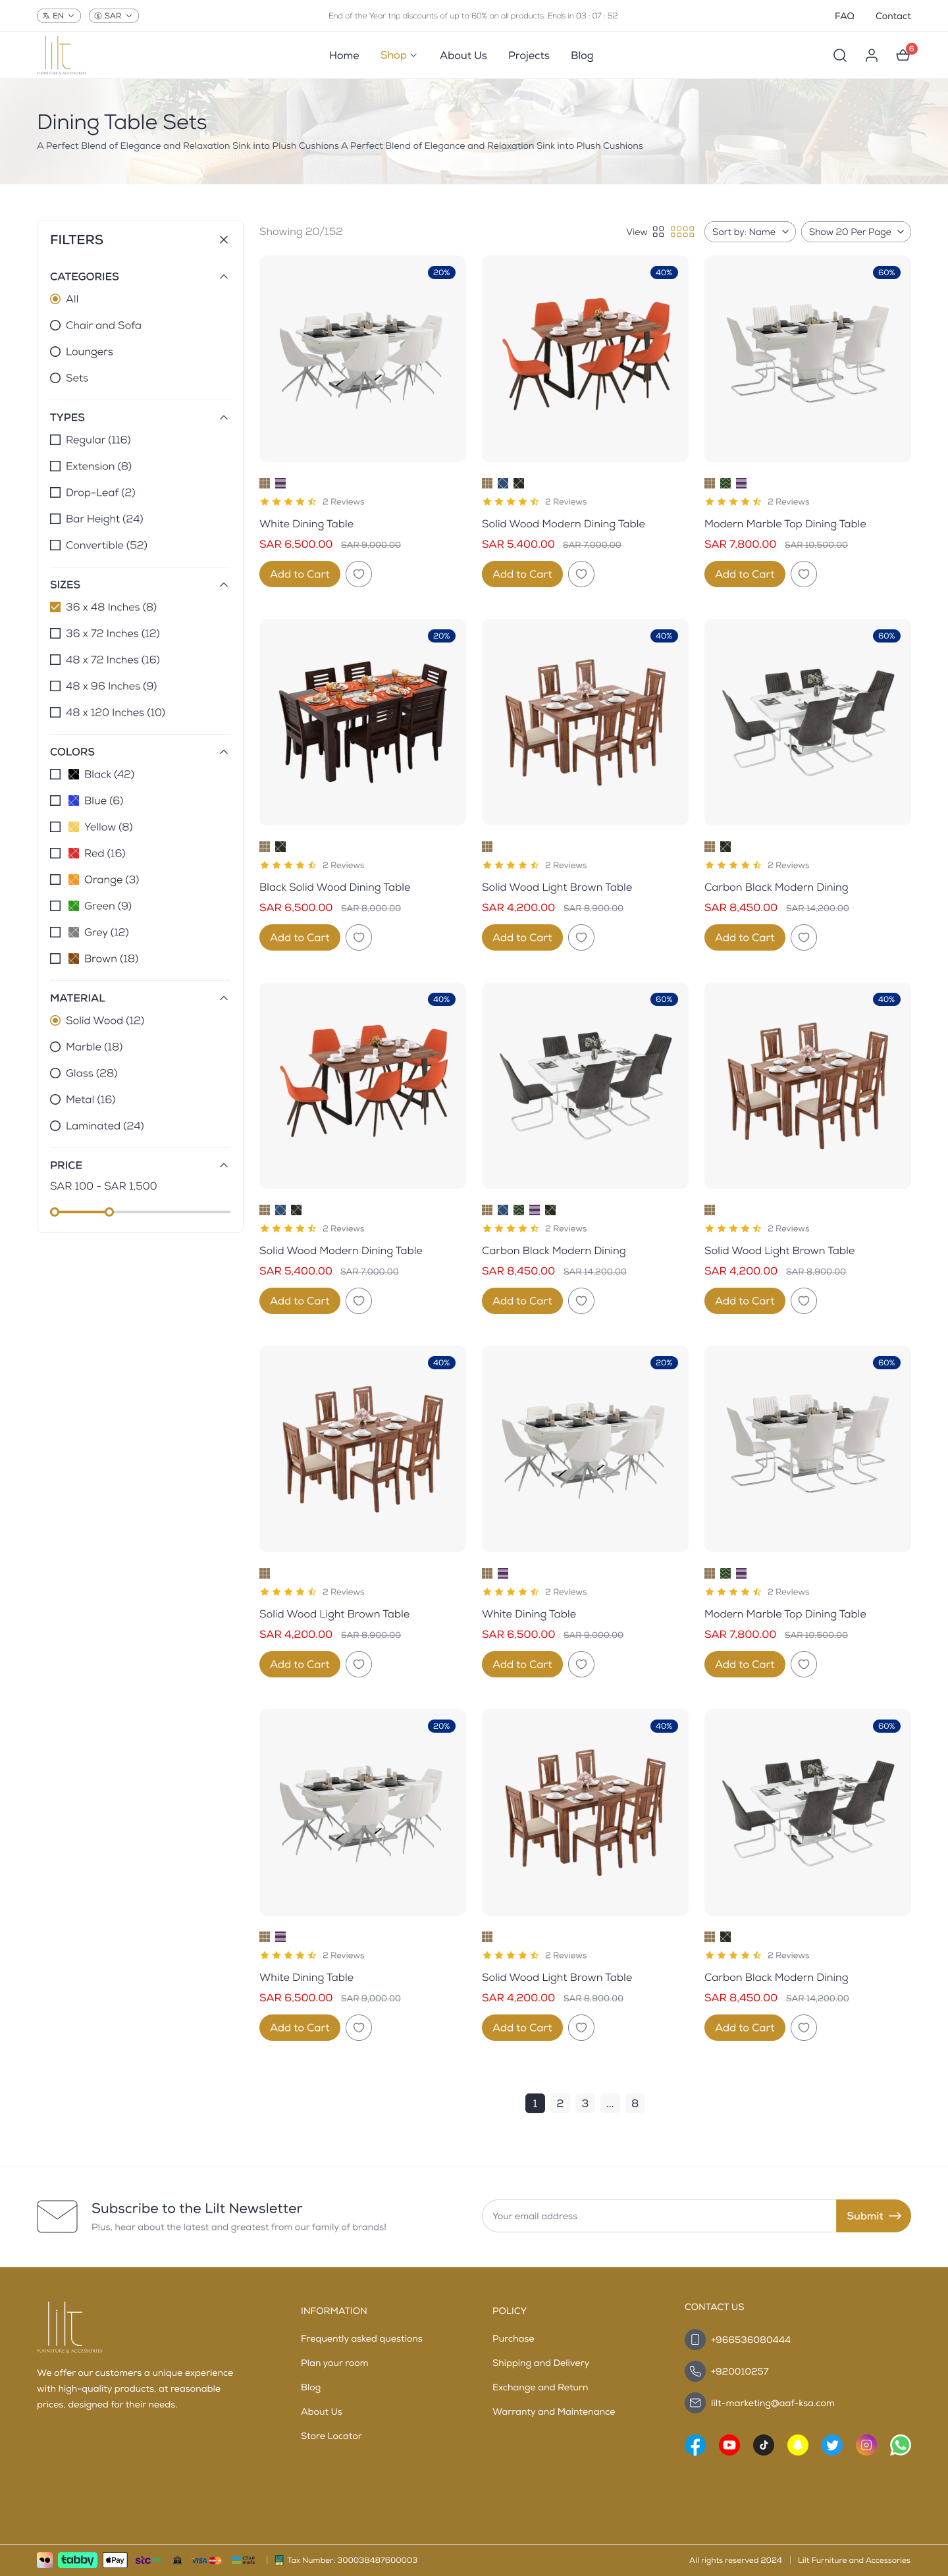 EN
SAR
End of the Year trip discounts of up to 60% on all products. Ends in 03 : 07 : 52
FAQ
Contact
lilt
FURNITURE & ACCESSORIES
Home
Shop
About Us
Projects
Blog
6
Dining Table Sets
A Perfect Blend of Elegance and Relaxation Sink into Plush Cushions A Perfect Blend of Elegance and Relaxation Sink into Plush Cushions
FILTERS
CATEGORIES
All
Chair and Sofa
Loungers
Sets
TYPES
Regular (116)
Extension (8)
Drop-Leaf (2)
Bar Height (24)
Convertible (52)
SIZES
36 x 48 Inches (8)
36 x 72 Inches (12)
48 x 72 Inches (16)
48 x 96 Inches (9)
48 x 120 Inches (10)
COLORS
Black (42)
Blue (6)
Yellow (8)
Red (16)
Orange (3)
Green (9)
Grey (12)
Brown (18)
MATERIAL
Solid Wood (12)
Marble (18)
Glass (28)
Metal (16)
Laminated (24)
PRICE
SAR 100 - SAR 1,500
Showing 20/152
View
Sort by: Name
Show 20 Per Page
20%
2 Reviews
White Dining Table
SAR 6,500.00 SAR 9,000.00
Add to Cart
40%
2 Reviews
Solid Wood Modern Dining Table
SAR 5,400.00 SAR 7,000.00
Add to Cart
60%
2 Reviews
Modern Marble Top Dining Table
SAR 7,800.00 SAR 10,500.00
Add to Cart
20%
2 Reviews
Black Solid Wood Dining Table
SAR 6,500.00 SAR 8,000.00
Add to Cart
40%
2 Reviews
Solid Wood Light Brown Table
SAR 4,200.00 SAR 8,900.00
Add to Cart
60%
2 Reviews
Carbon Black Modern Dining
SAR 8,450.00 SAR 14,200.00
Add to Cart
40%
2 Reviews
Solid Wood Modern Dining Table
SAR 5,400.00 SAR 7,000.00
Add to Cart
60%
2 Reviews
Carbon Black Modern Dining
SAR 8,450.00 SAR 14,200.00
Add to Cart
40%
2 Reviews
Solid Wood Light Brown Table
SAR 4,200.00 SAR 8,900.00
Add to Cart
40%
2 Reviews
Solid Wood Light Brown Table
SAR 4,200.00 SAR 8,900.00
Add to Cart
20%
2 Reviews
White Dining Table
SAR 6,500.00 SAR 9,000.00
Add to Cart
60%
2 Reviews
Modern Marble Top Dining Table
SAR 7,800.00 SAR 10,500.00
Add to Cart
20%
2 Reviews
White Dining Table
SAR 6,500.00 SAR 9,000.00
Add to Cart
40%
2 Reviews
Solid Wood Light Brown Table
SAR 4,200.00 SAR 8,900.00
Add to Cart
60%
2 Reviews
Carbon Black Modern Dining
SAR 8,450.00 SAR 14,200.00
Add to Cart
1 2 3 ... 8
Subscribe to the Lilt Newsletter
Plus, hear about the latest and greatest from our family of brands!
Your email address
Submit
lilt
FURNITURE & ACCESSORIES
We offer our customers a unique experience
with high-quality products, at reasonable
prices, designed for their needs.
INFORMATION
Frequently asked questions
Plan your room
Blog
About Us
Store Locator
POLICY
Purchase
Shipping and Delivery
Exchange and Return
Warranty and Maintenance
CONTACT US
+966536080444
+920010257
lilt-marketing@aaf-ksa.com
tabby
Pay
stc
VISA
Tax Number: 300038487600003
All rights reserved 2024 | Lilt Furniture and Accessories